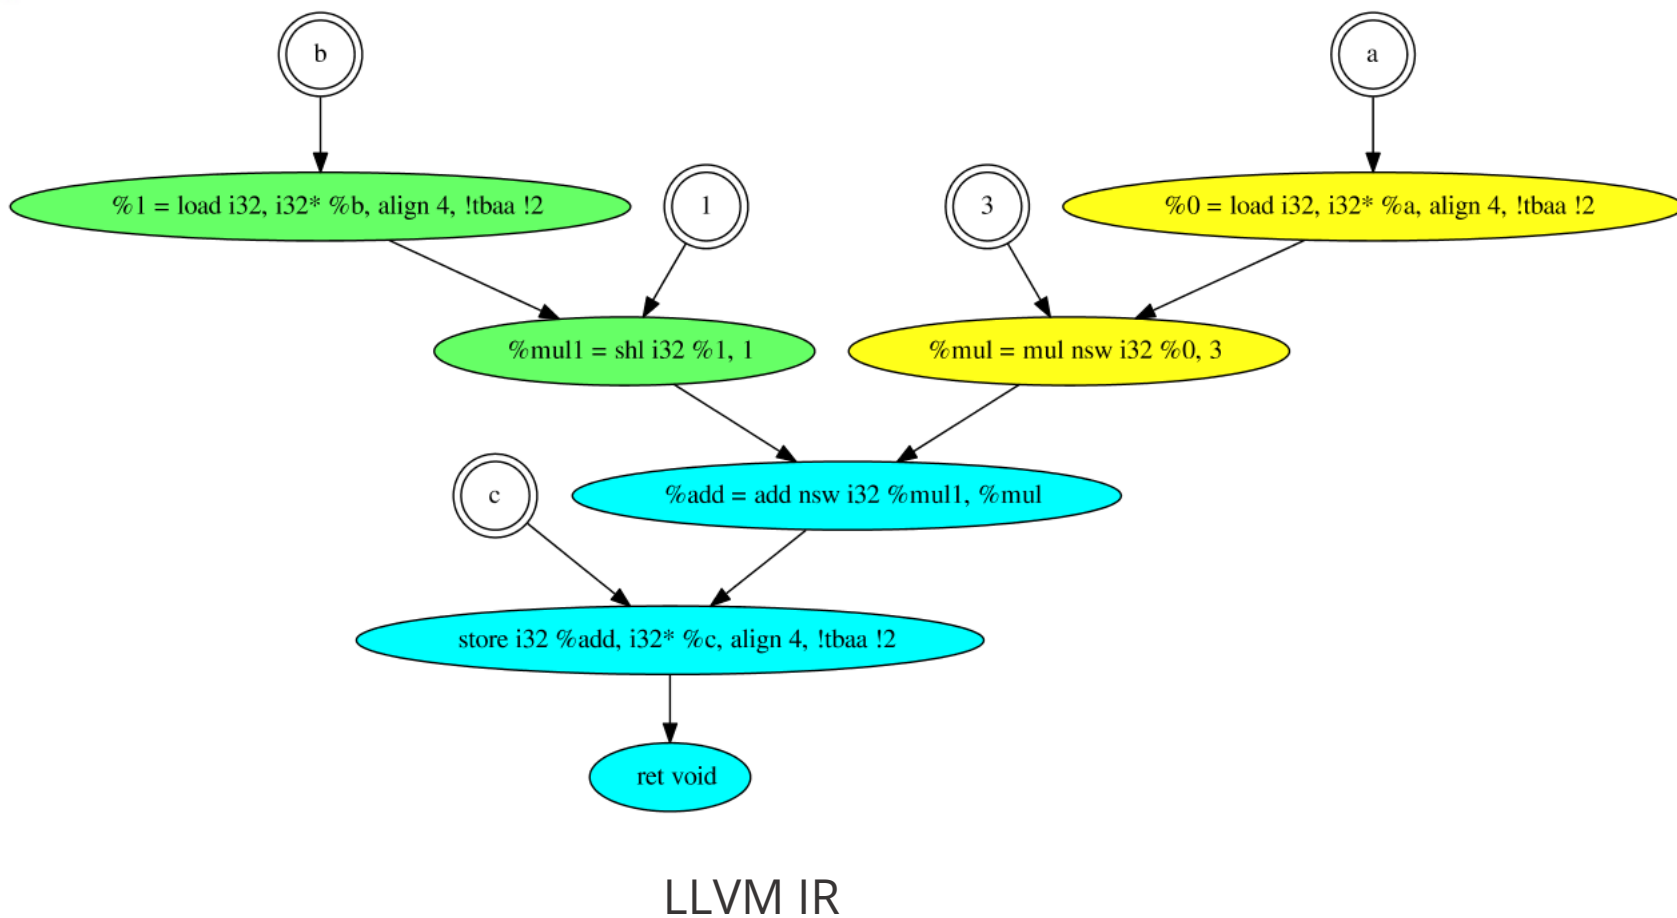 b
a
%1 = load i32, i32* %b, align 4, !tbaa !2
1
3
%0 = load i32, i32* %a, align 4, !tbaa !2
%mul1 = shl i32 %1, 1
%mul = mul nsw i32 %0, 3
c
%add = add nsw i32 %mul1, %mul
store i32 %add, i32* %c, align 4, !tbaa !2
ret void
LLVM IR